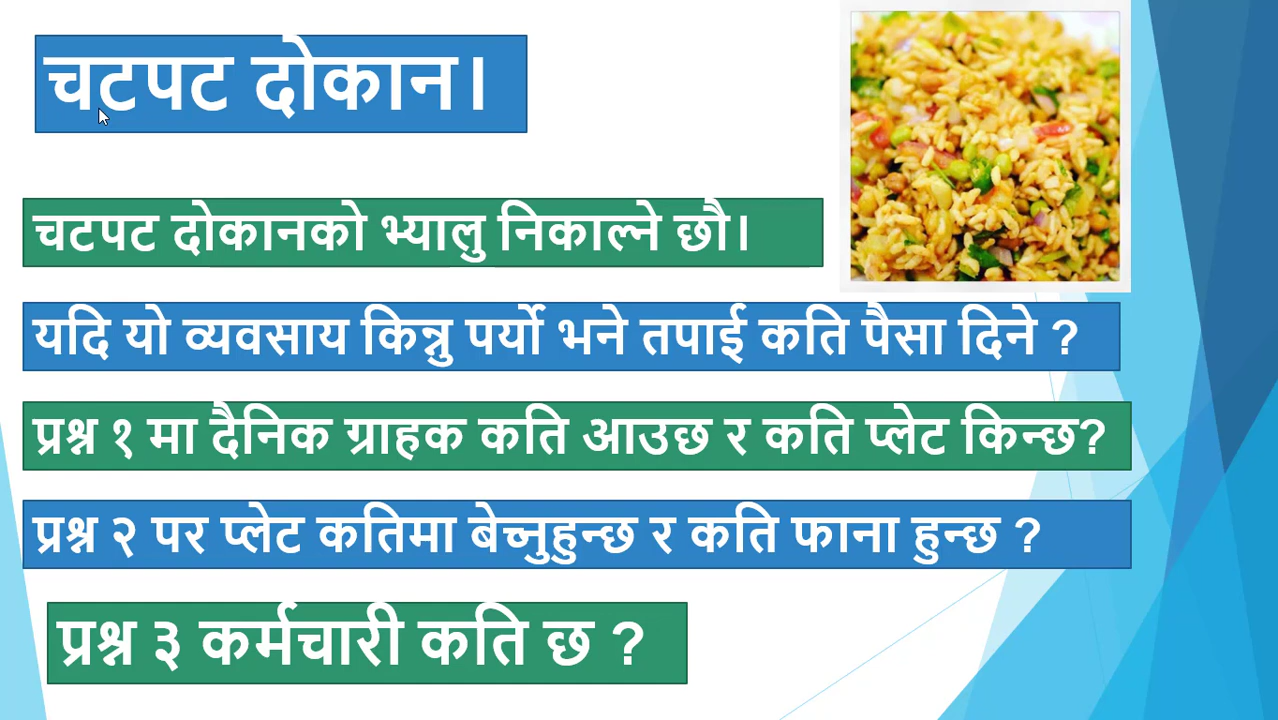 चटपट दोकान।
चटपट दोकानको भ्यालु निकाल्ने छौ।
यदि यो व्यवसाय किन्नु पर्यो भने तपाई कति पैसा दिने ?
प्रश्न १ मा दैनिक ग्राहक कति आउछ र कति प्लेट किन्छ?
प्रश्न २ पर प्लेट कतिमा बेच्नुहुन्छ र कति फाना हुन्छ ?
प्रश्न ३ कर्मचारी कति छ ?